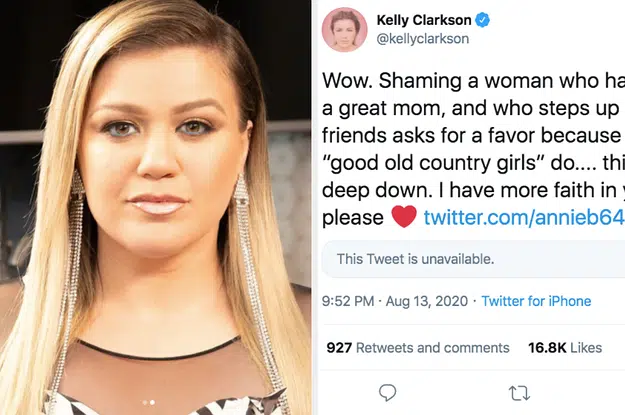 Kelly Clarkson
@kellyclarkson
Wow. Shaming a woman who ha
a great mom, and who steps up
friends asks for a favor because
“good old country girls” do.... thi
deep down. I have more faith in y
please ❤️ twitter.com/annieb64
This Tweet is unavailable.
9:52 PM · Aug 13, 2020 · Twitter for iPhone
927 Retweets and comments 16.8K Likes